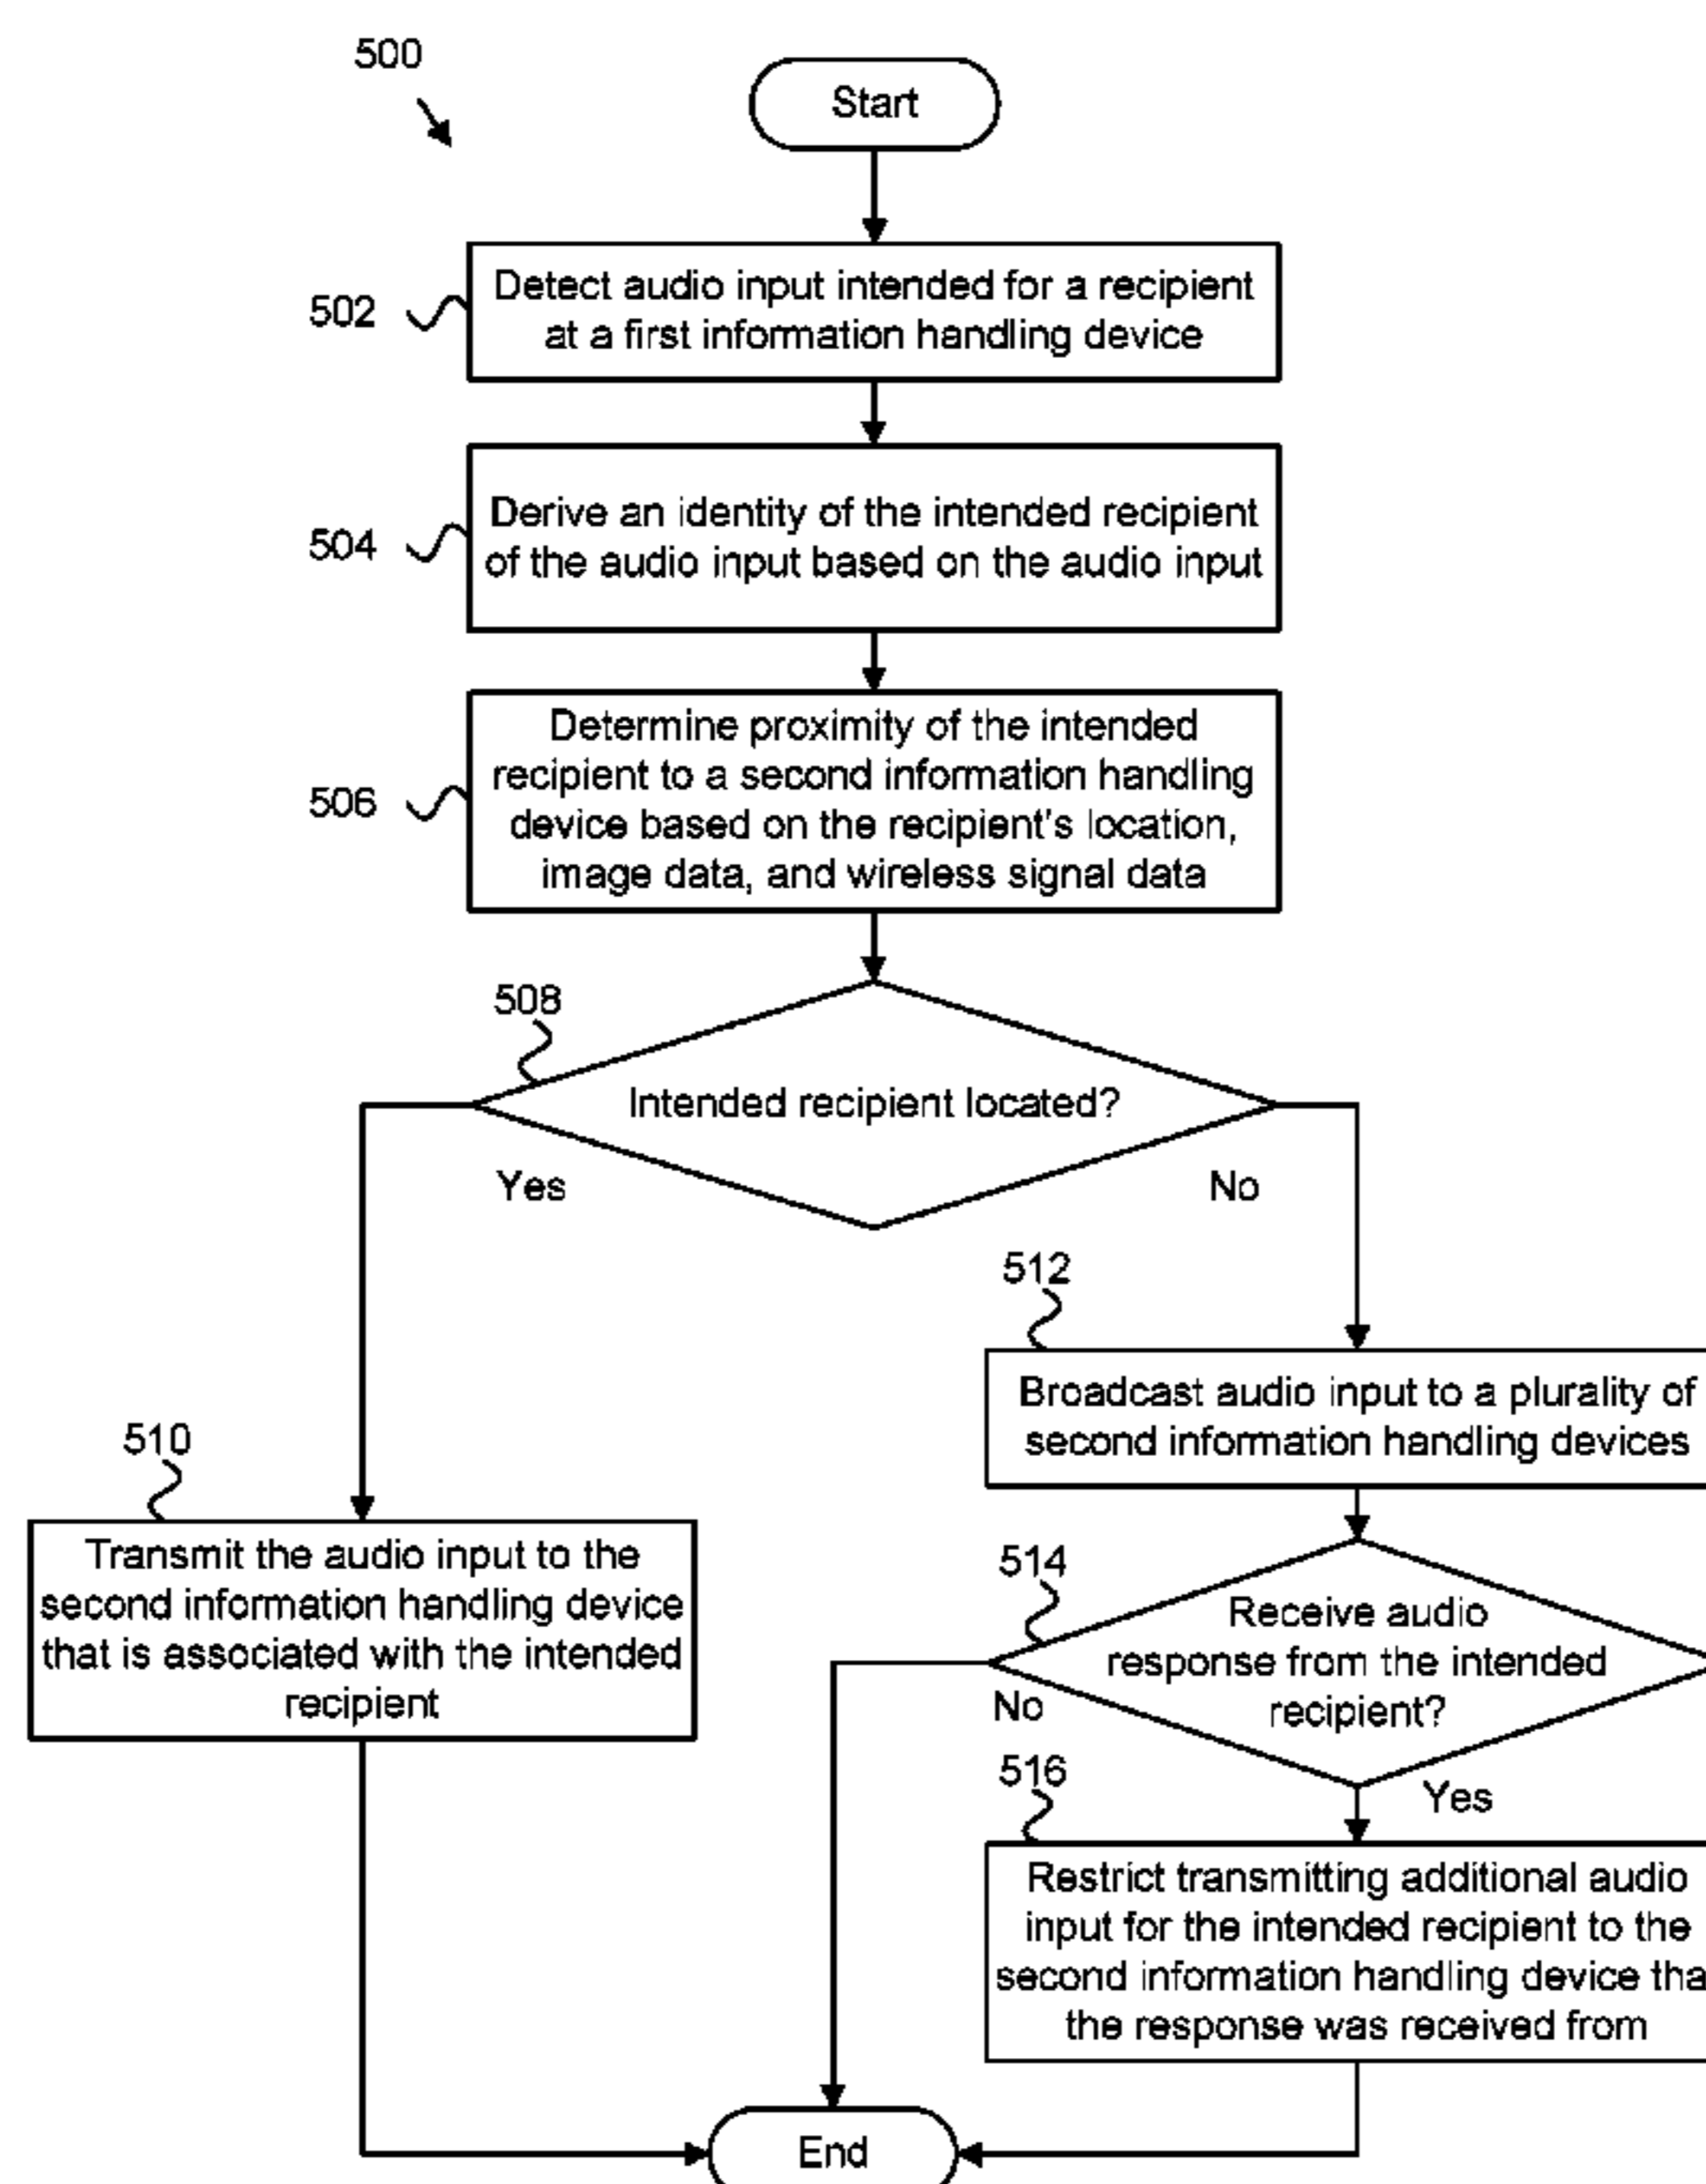 500
Start
502
Detect audio input intended for a recipient
at a first information handling device
504
Derive an identity of the intended recipient
of the audio input based on the audio input
506
Determine proximity of the intended
recipient to a second information handling
device based on the recipient's location,
image data, and wireless signal data
508
Intended recipient located?
Yes
No
512
Broadcast audio input to a plurality of
second information handling devices
510
Transmit the audio input to the
second information handling device
that is associated with the intended
recipient
514
Receive audio
response from the intended
recipient?
No
Yes
516
Restrict transmitting additional audio
input for the intended recipient to the
second information handling device tha
the response was received from
End